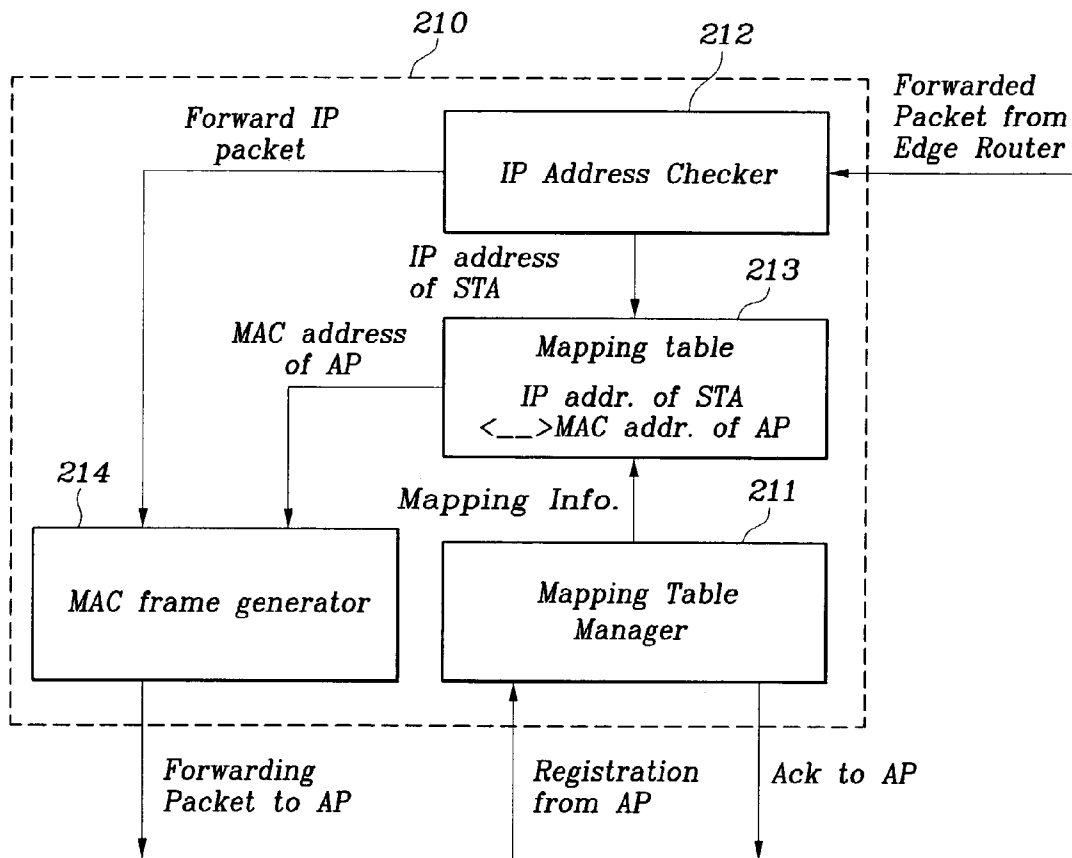 210
212
Forwarded
Packet from
Edge Router
Forward IP
packet
IP Address Checker
IP address
of STA
213
MAC address
of AP
Mapping table
IP addr. of STA
<__>MAC addr. of AP
214
Mapping Info.
211
MAC frame generator
Mapping Table
Manager
Forwarding
Packet to AP
Registration
from AP
Ack to AP